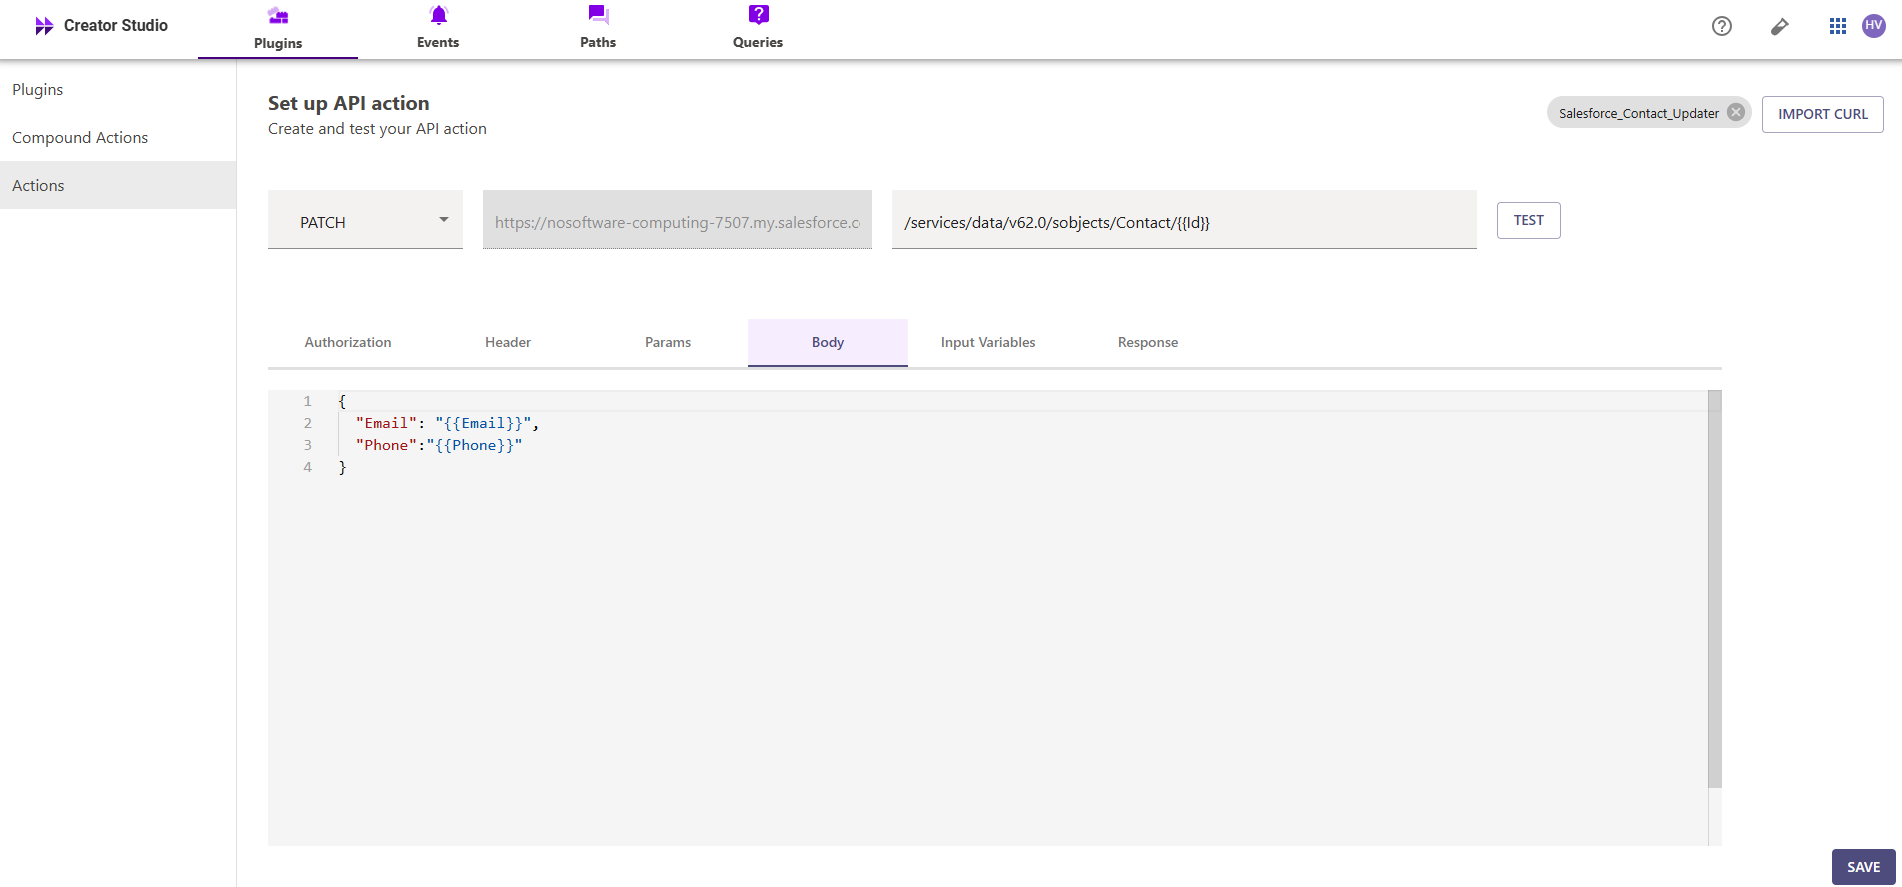 Creator Studio
Plugins
Events
Paths
Queries
HV
Plugins
Compound Actions
Actions
Set up API action
Create and test your API action
Salesforce_Contact_Updater
IMPORT CURL
PATCH
https://nosoftware-computing-7507.my.salesforce.c
/services/data/v62.0/sobjects/Contact/{{Id}}
TEST
Authorization
Header
Params
Body
Input Variables
Response
1 {
2 "Email": "{{Email}}",
3 "Phone":"{{Phone}}"
4 }
SAVE